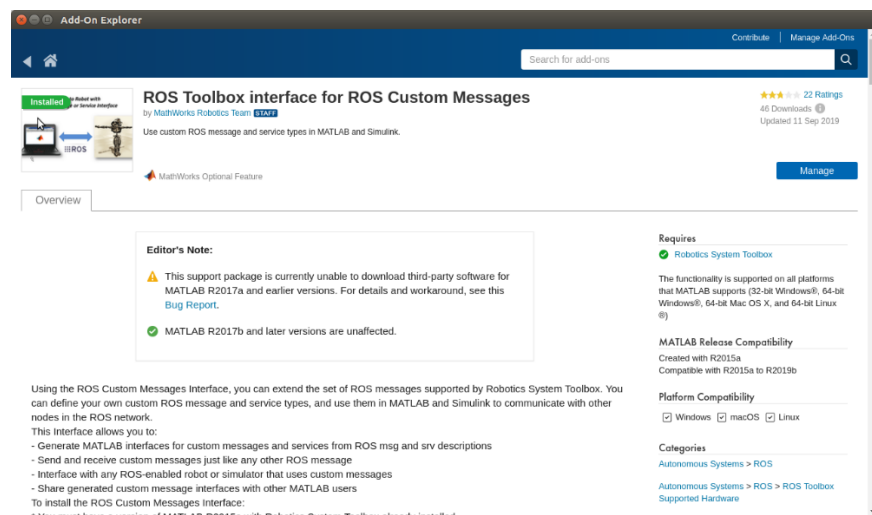 Add-On Explorer
Contribute | Manage Add-Ons
Search for add-ons
Installed
to Robot with
or Service Interface
ROS
ROS Toolbox interface for ROS Custom Messages
by MathWorks Robotics Team STAFF
Use custom ROS message and service types in MATLAB and Simulink.
MathWorks Optional Feature
22 Ratings
46 Downloads
Updated 11 Sep 2019
Manage
Overview
Editor's Note:
This support package is currently unable to download third-party software for
MATLAB R2017a and earlier versions. For details and workaround, see this
Bug Report.
MATLAB R2017b and later versions are unaffected.
Using the ROS Custom Messages Interface, you can extend the set of ROS messages supported by Robotics System Toolbox. You
can define your own custom ROS message and service types, and use them in MATLAB and Simulink to communicate with other
nodes in the ROS network.
This Interface allows you to:
- Generate MATLAB interfaces for custom messages and services from ROS msg and srv descriptions
- Send and receive custom messages just like any other ROS message
- Interface with any ROS-enabled robot or simulator that uses custom messages
- Share generated custom message interfaces with other MATLAB users
To install the ROS Custom Messages Interface:
Requires
Robotics System Toolbox
The functionality is supported on all platforms
that MATLAB supports (32-bit Windows®, 64-bit
Windows®, 64-bit Mac OS X, and 64-bit Linux
®)
MATLAB Release Compatibility
Created with R2015a
Compatible with R2015a to R2019b
Platform Compatibility
Windows macOS Linux
Categories
Autonomous Systems > ROS
Autonomous Systems > ROS > ROS Toolbox
Supported Hardware